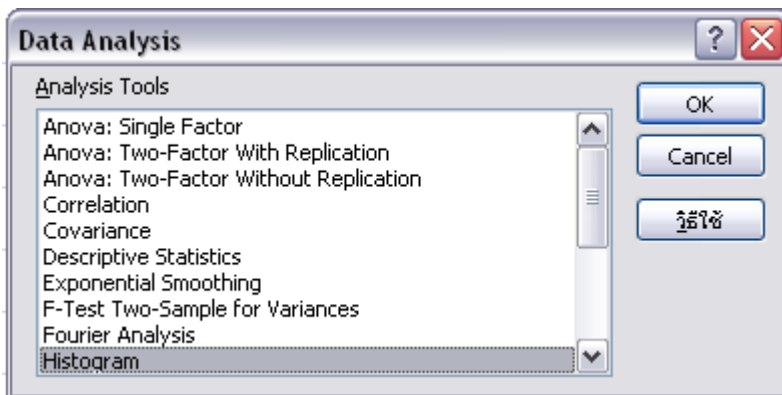 Data Analysis
Analysis Tools
Anova: Single Factor
Anova: Two-Factor With Replication
Anova: Two-Factor Without Replication
Correlation
Covariance
Descriptive Statistics
Exponential Smoothing
F-Test Two-Sample for Variances
Fourier Analysis
Histogram
OK
Cancel
วิธีใช้